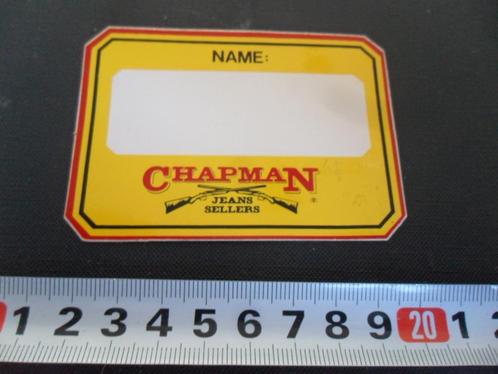 NAME:
CHAPMAN
JEANS
SELLERS
®
1 2 3 4 5 6 7 8 9 20 1